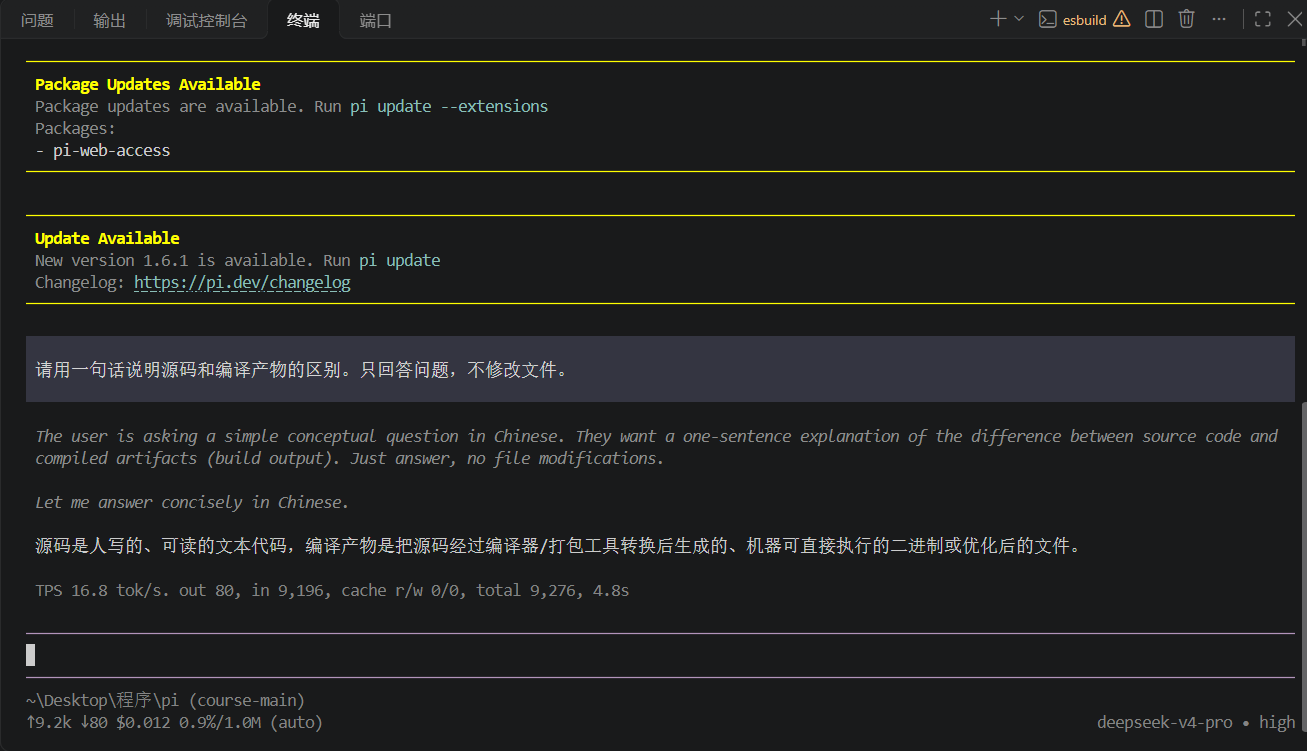 问题 输出 调试控制台 终端 端口 esbuild
Package Updates Available
Package updates are available. Run pi update --extensions
Packages:
- pi-web-access
Update Available
New version 1.6.1 is available. Run pi update
Changelog: https://pi.dev/changelog
请用一句话说明源码和编译产物的区别。只回答问题，不修改文件。
The user is asking a simple conceptual question in Chinese. They want a one-sentence explanation of the difference between source code and
compiled artifacts (build output). Just answer, no file modifications.
Let me answer concisely in Chinese.
源码是人写的、可读的文本代码，编译产物是把源码经过编译器/打包工具转换后生成的、机器可直接执行的二进制或优化后的文件。
TPS 16.8 tok/s. out 80, in 9,196, cache r/w 0/0, total 9,276, 4.8s
~\Desktop\程序\pi (course-main)
↑9.2k ↓80 $0.012 0.9%/1.0M (auto) deepseek-v4-pro • high